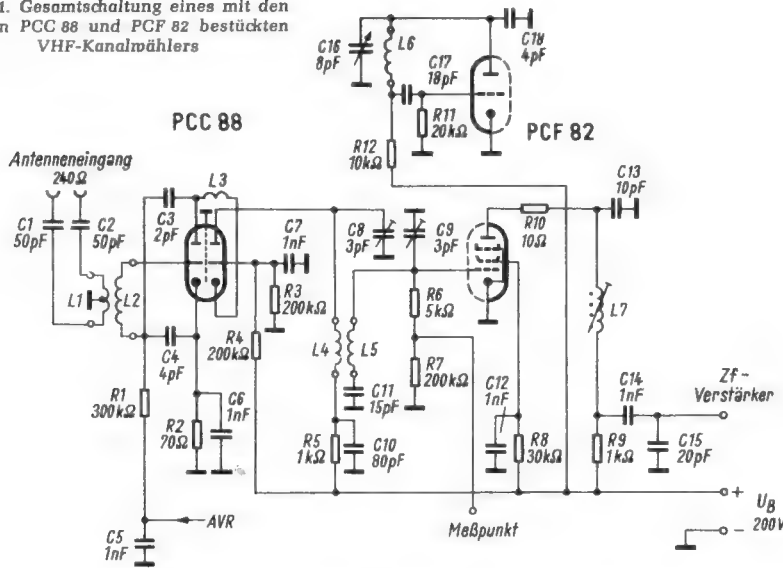 1. Gesamtschaltung eines mit den
n PCC 88 und PCF 82 bestückten
VHF-Kanalwählers
C16
8pF
L6
C17
18pF
C18
4pF
R11
20kΩ
PCF 82
R12
10kΩ
PCC 88
Antenneneingang
240Ω
C1
50pF
C2
50pF
C3
2pF
L3
C7
1nF
C8
3pF
C9
3pF
R10
10Ω
C13
10pF
L1
L2
R3
200kΩ
R4
200kΩ
R6
5kΩ
L7
C4
4pF
L4
L5
R7
200kΩ
R1
300kΩ
C6
1nF
R2
70Ω
C11
15pF
C12
1nF
C14
1nF
Zf-
Verstärker
R5
1kΩ
C10
80pF
R8
30kΩ
R9
1kΩ
C15
20pF
AVR
C5
1nF
Meßpunkt
+
UB
200V
-